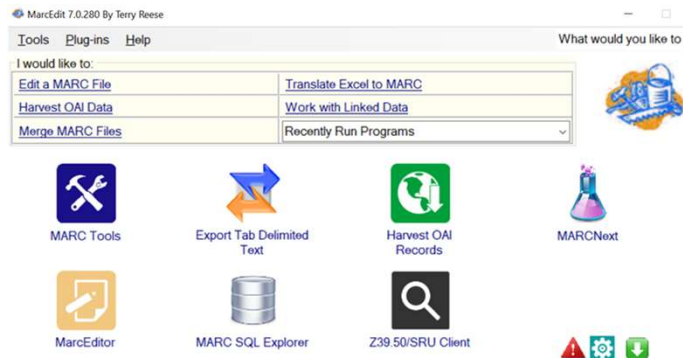 MarcEdit 7.0.280 By Terry Reese
Tools Plug-ins Help What would you like to
I would like to:
Edit a MARC File Translate Excel to MARC
Harvest OAI Data Work with Linked Data
Merge MARC Files Recently Run Programs
MARC Tools Export Tab Delimited Harvest OAI MARCNext
Text Records
MarcEditor MARC SQL Explorer Z39.50/SRU Client